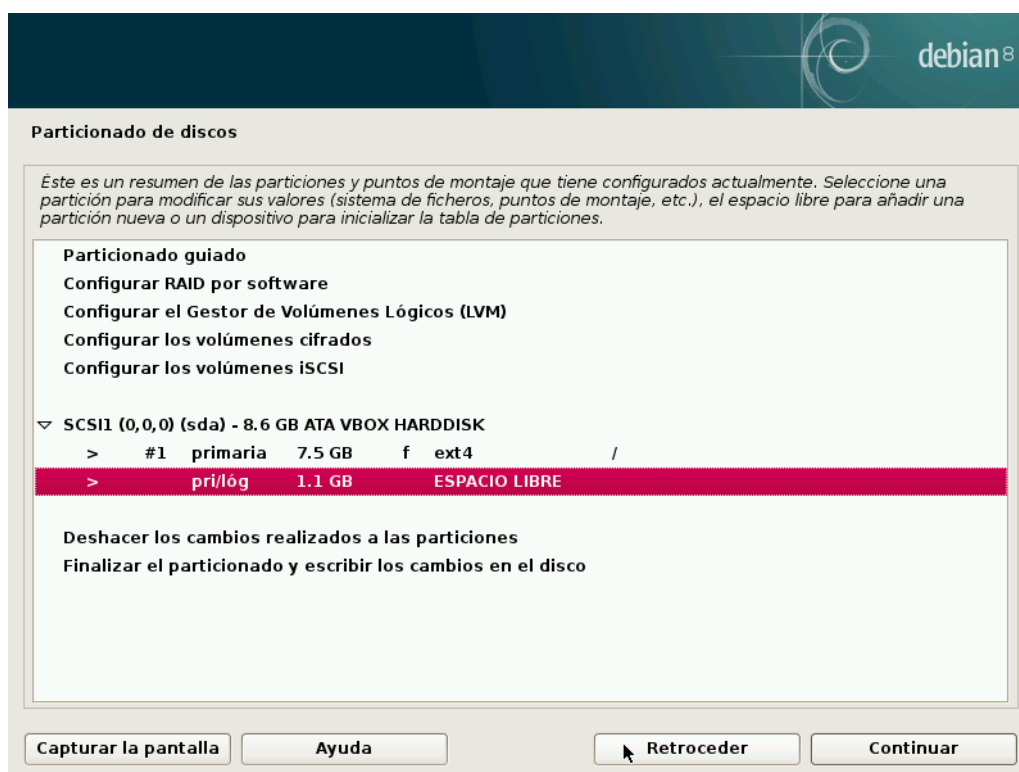 debian 8
Particionado de discos
Éste es un resumen de las particiones y puntos de montaje que tiene configurados actualmente. Seleccione una
partición para modificar sus valores (sistema de ficheros, puntos de montaje, etc.), el espacio libre para añadir una
partición nueva o un dispositivo para inicializar la tabla de particiones.
Particionado guiado
Configurar RAID por software
Configurar el Gestor de Volúmenes Lógicos (LVM)
Configurar los volúmenes cifrados
Configurar los volúmenes iSCSI
SCSI1 (0,0,0) (sda) - 8.6 GB ATA VBOX HARDDISK
> #1 primaria 7.5 GB f ext4 /
> pri/lóg 1.1 GB ESPACIO LIBRE
Deshacer los cambios realizados a las particiones
Finalizar el particionado y escribir los cambios en el disco
Capturar la pantalla Ayuda Retroceder Continuar